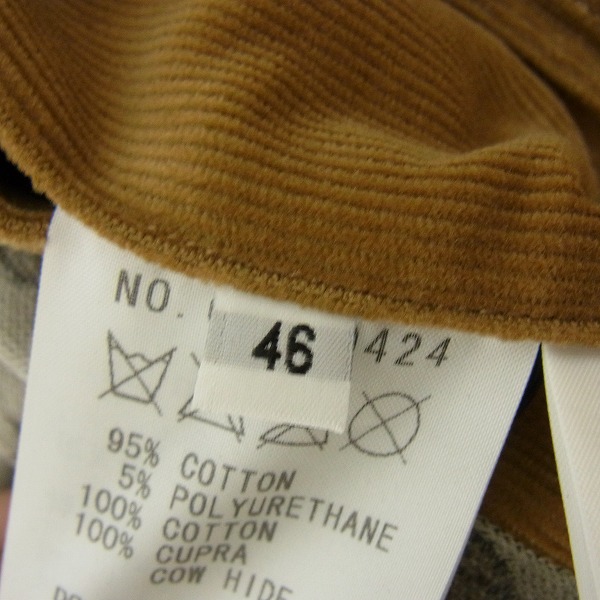 NO. 424
46
95% COTTON
5% POLYURETHANE
100% COTTON
100% CUPRA
COW HIDE